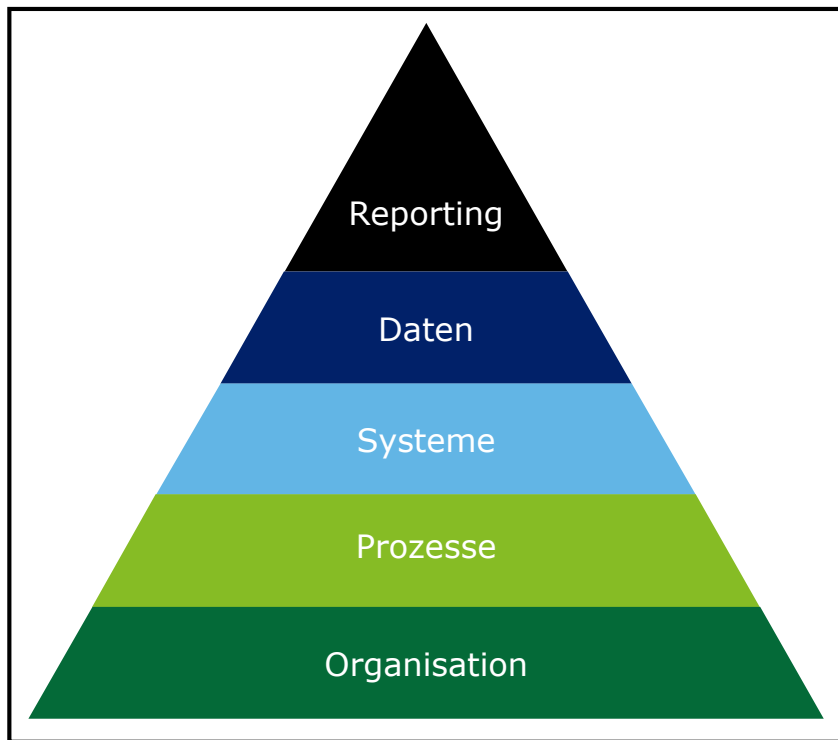 Reporting
Daten
Systeme
Prozesse
Organisation